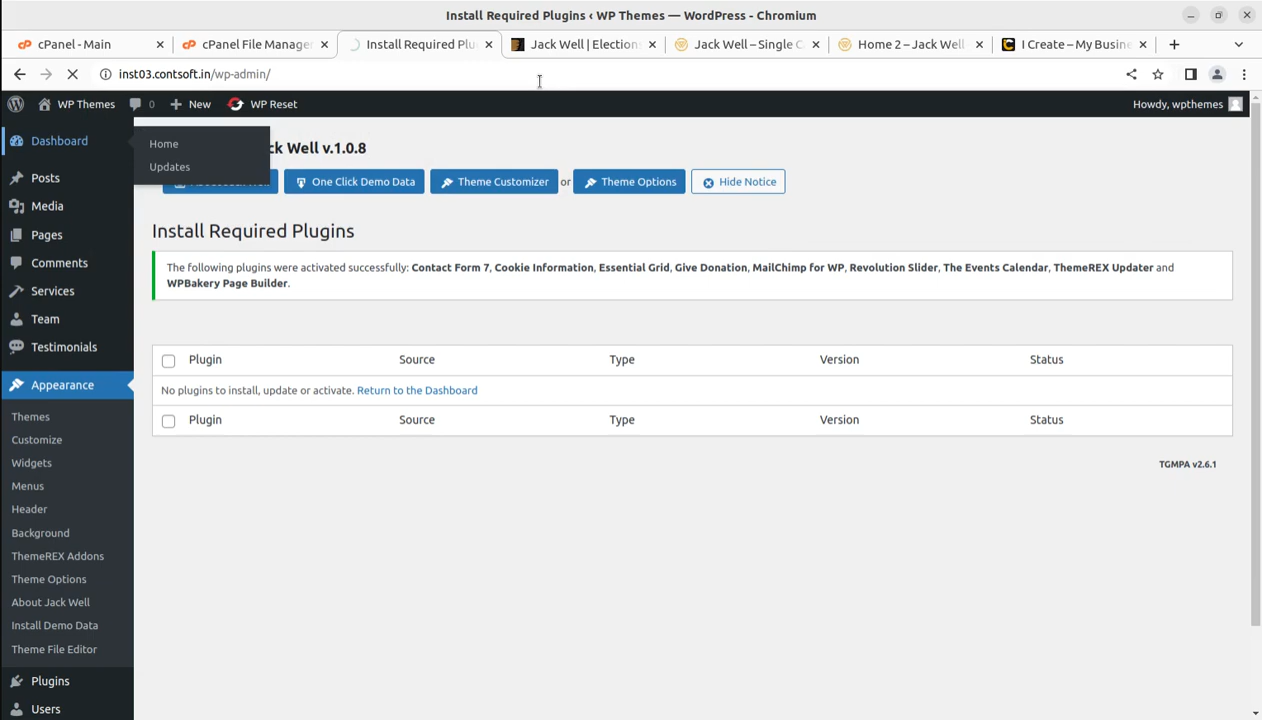 Install Required Plugins ‹ WP Themes — WordPress - Chromium
cPanel - Main
cPanel File Manage
Install Required Plu
Jack Well | Election
Jack Well – Single C
Home 2 – Jack Well
I Create – My Busin
inst03.contsoft.in/wp-admin/
WP Themes
0
New
WP Reset
Howdy, wpthemes
Dashboard
Home
Updates
ck Well v.1.0.8
One Click Demo Data
Theme Customizer
or
Theme Options
Hide Notice
Posts
Media
Pages
Comments
Services
Team
Testimonials
Appearance
Themes
Customize
Widgets
Menus
Header
Background
ThemeREX Addons
Theme Options
About Jack Well
Install Demo Data
Theme File Editor
Plugins
Users
Install Required Plugins
The following plugins were activated successfully: Contact Form 7, Cookie Information, Essential Grid, Give Donation, MailChimp for WP, Revolution Slider, The Events Calendar, ThemeREX Updater and
WPBakery Page Builder.
Plugin Source Type Version Status
No plugins to install, update or activate. Return to the Dashboard
Plugin Source Type Version Status
TGMPA v2.6.1